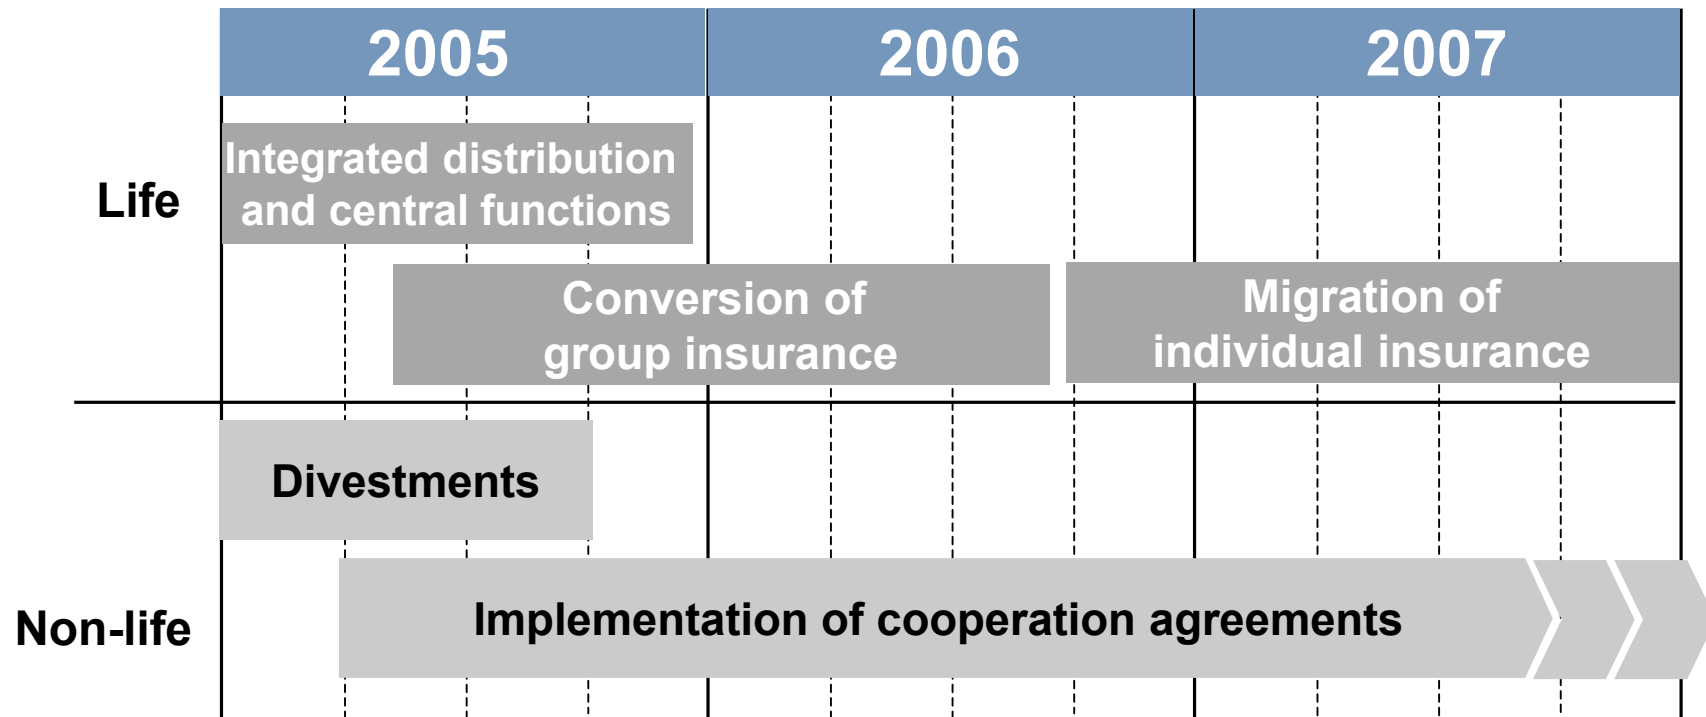 2005
2006
2007
Life
Integrated distribution
and central functions
Conversion of
group insurance
Migration of
individual insurance
Divestments
Non-life
Implementation of cooperation agreements